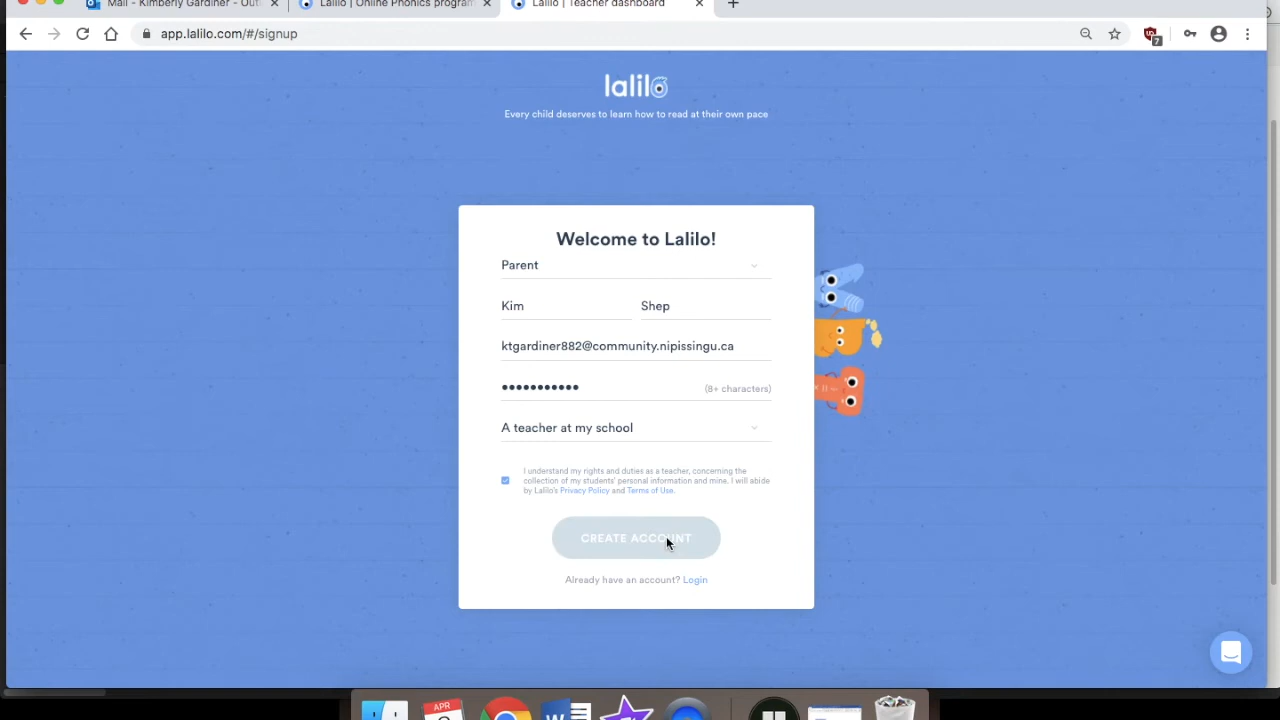 Mail - Kimberly Gardiner - Out
Lalilo | Online Phonics program
Lalilo | Teacher dashboard
app.lalilo.com/#/signup
7
lalilo
Every child deserves to learn how to read at their own pace
Welcome to Lalilo!
Parent
Kim Shep
ktgardiner882@community.nipissingu.ca
••••••••••• (8+ characters)
A teacher at my school
I understand my rights and duties as a teacher, concerning the
collection of my students' personal information and mine. I will abide
by Lalilo's Privacy Policy and Terms of Use.
CREATE ACCOUNT
Already have an account? Login
APR
W